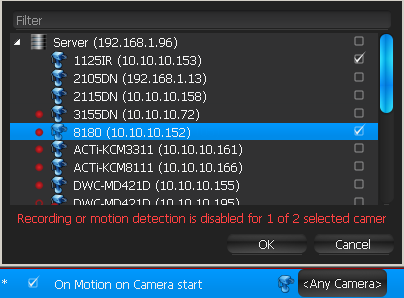 Filter
Server (192.168.1.96)
1125IR (10.10.10.153)
2105DN (192.168.1.13)
2115DN (10.10.10.158)
3155DN (10.10.10.72)
8180 (10.10.10.152)
ACTi-KCM3311 (10.10.10.161)
ACTi-KCM8111 (10.10.10.166)
DWC-MD421D (10.10.10.155)
DWC-MD421D (10.10.10.195)
Recording or motion detection is disabled for 1 of 2 selected camer
OK Cancel
* On Motion on Camera start <Any Camera>